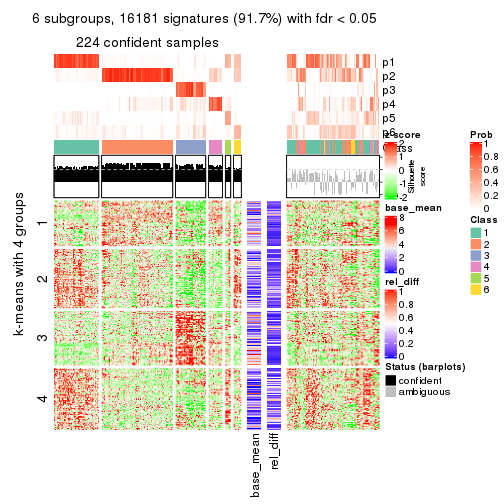 6 subgroups, 16181 signatures (91.7%) with fdr < 0.05
224 confident samples
p1
p2
p3
p4
p5
p6
Class
z-score
2
1
0
-1
-2
Silhouette
score
Prob
1
0.8
0.6
0.4
0.2
0
base_mean
8
6
4
2
0
Class
1
2
3
4
5
6
rel_diff
1
0.8
0.6
0.4
0.2
0
Status (barplots)
confident
ambiguous
k-means with 4 groups
1
2
3
4
base_mean
rel_diff